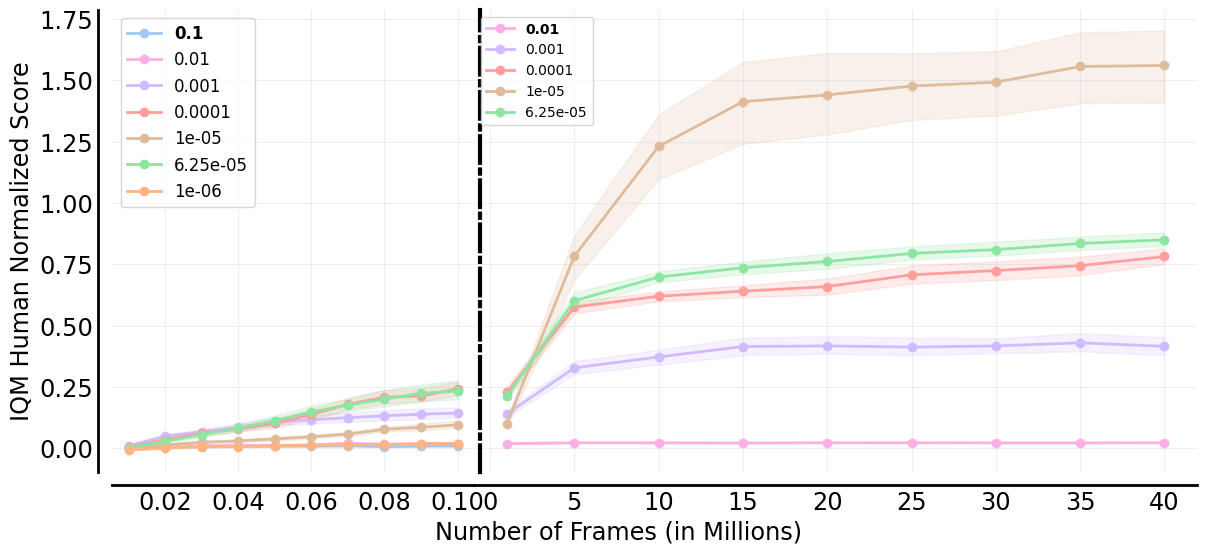 IQM Human Normalized Score
1.75
1.50
1.25
1.00
0.75
0.50
0.25
0.00
0.1
0.01
0.001
0.0001
1e-05
6.25e-05
1e-06
0.01
0.001
0.0001
1e-05
6.25e-05
0.02 0.04 0.06 0.08 0.10 0 5 10 15 20 25 30 35 40
Number of Frames (in Millions)